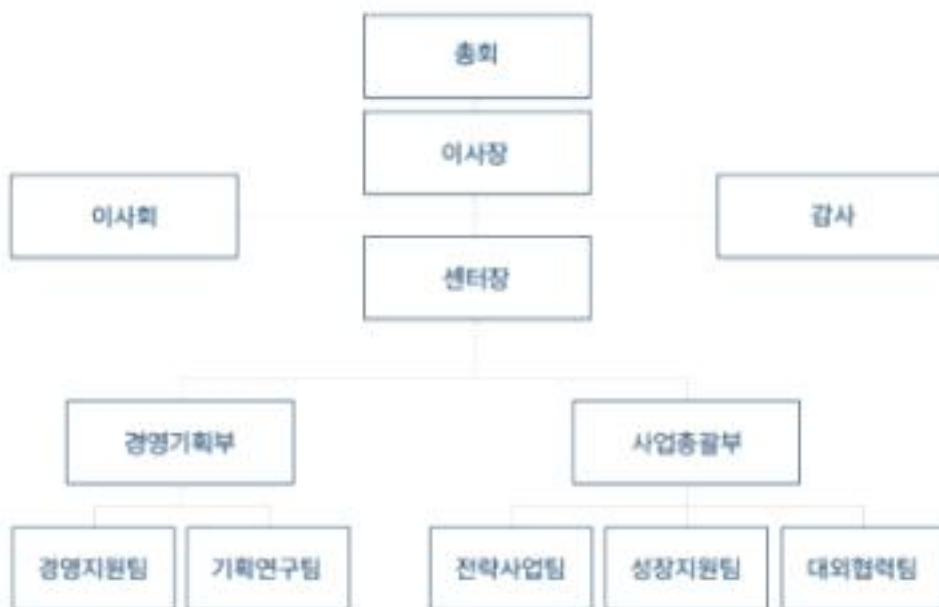 총회
이사장
이사회
감사
센터장
경영기획부
사업총괄부
경영지원팀
기획연구팀
전략사업팀
성장지원팀
대외협력팀